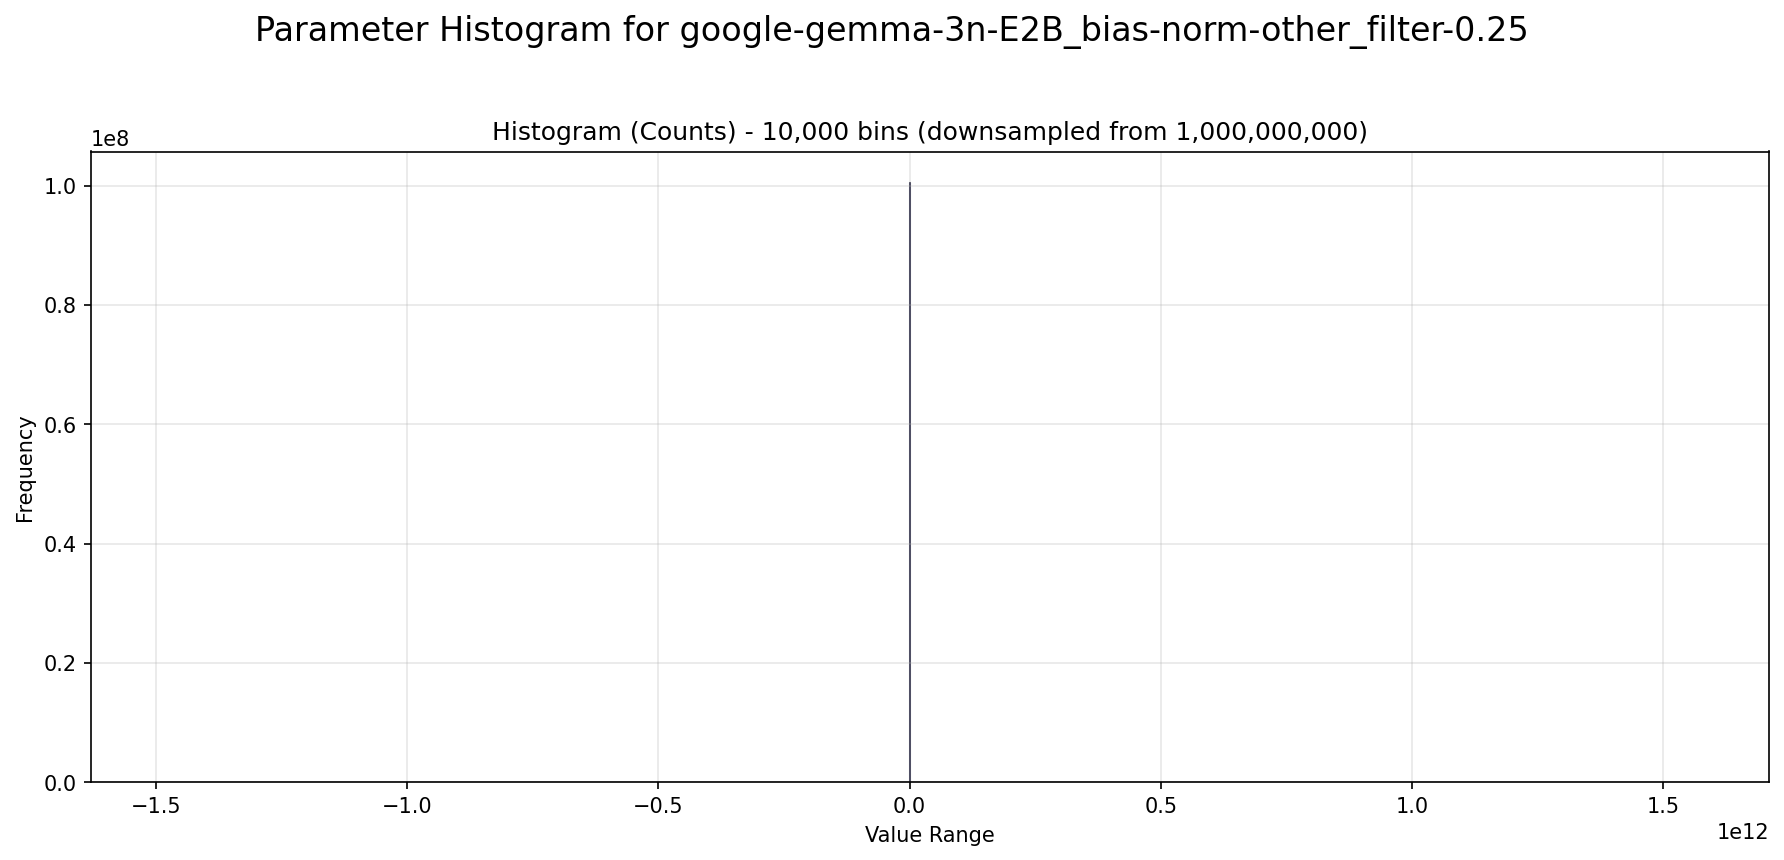 Parameter Histogram for google-gemma-3n-E2B_bias-norm-other_filter-0.25
Histogram (Counts) - 10,000 bins (downsampled from 1,000,000,000)
1e8
1.0
0.8
0.6
0.4
0.2
0.0
Frequency
−1.5 −1.0 −0.5 0.0 0.5 1.0 1.5
Value Range
1e12